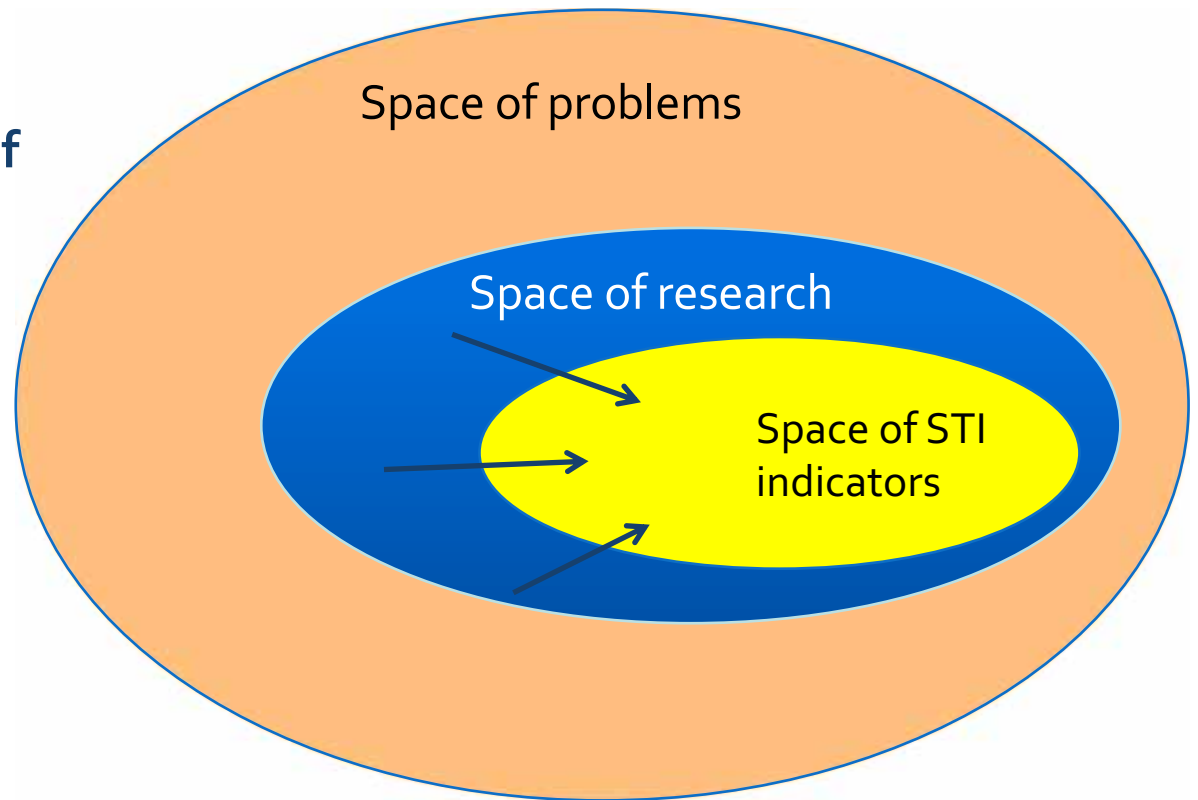 Space of problems
f
Space of research
Space of STI
indicators